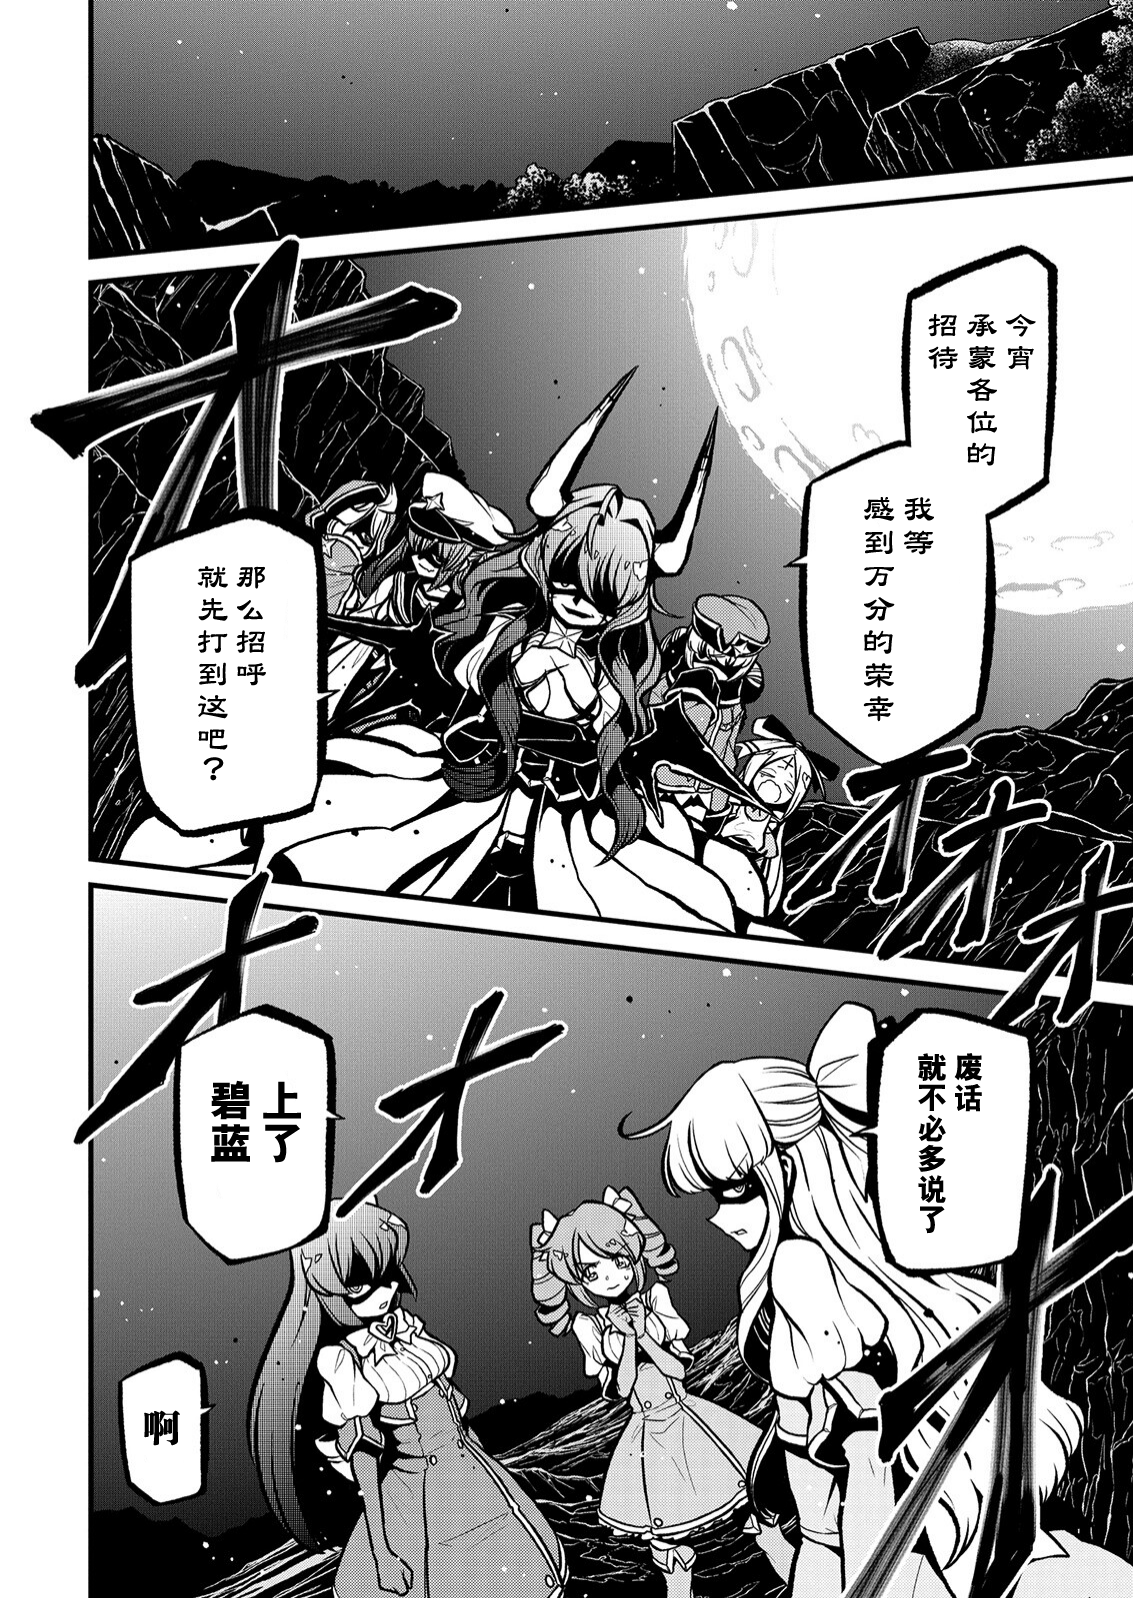 今宵
承蒙各位的
招待
我等
感到万分的荣幸
那么招呼
就先打到这吧？
オ
オ
オ
オ
废话
就不必多说了
上了
碧蓝
啊
オ
オ
オ